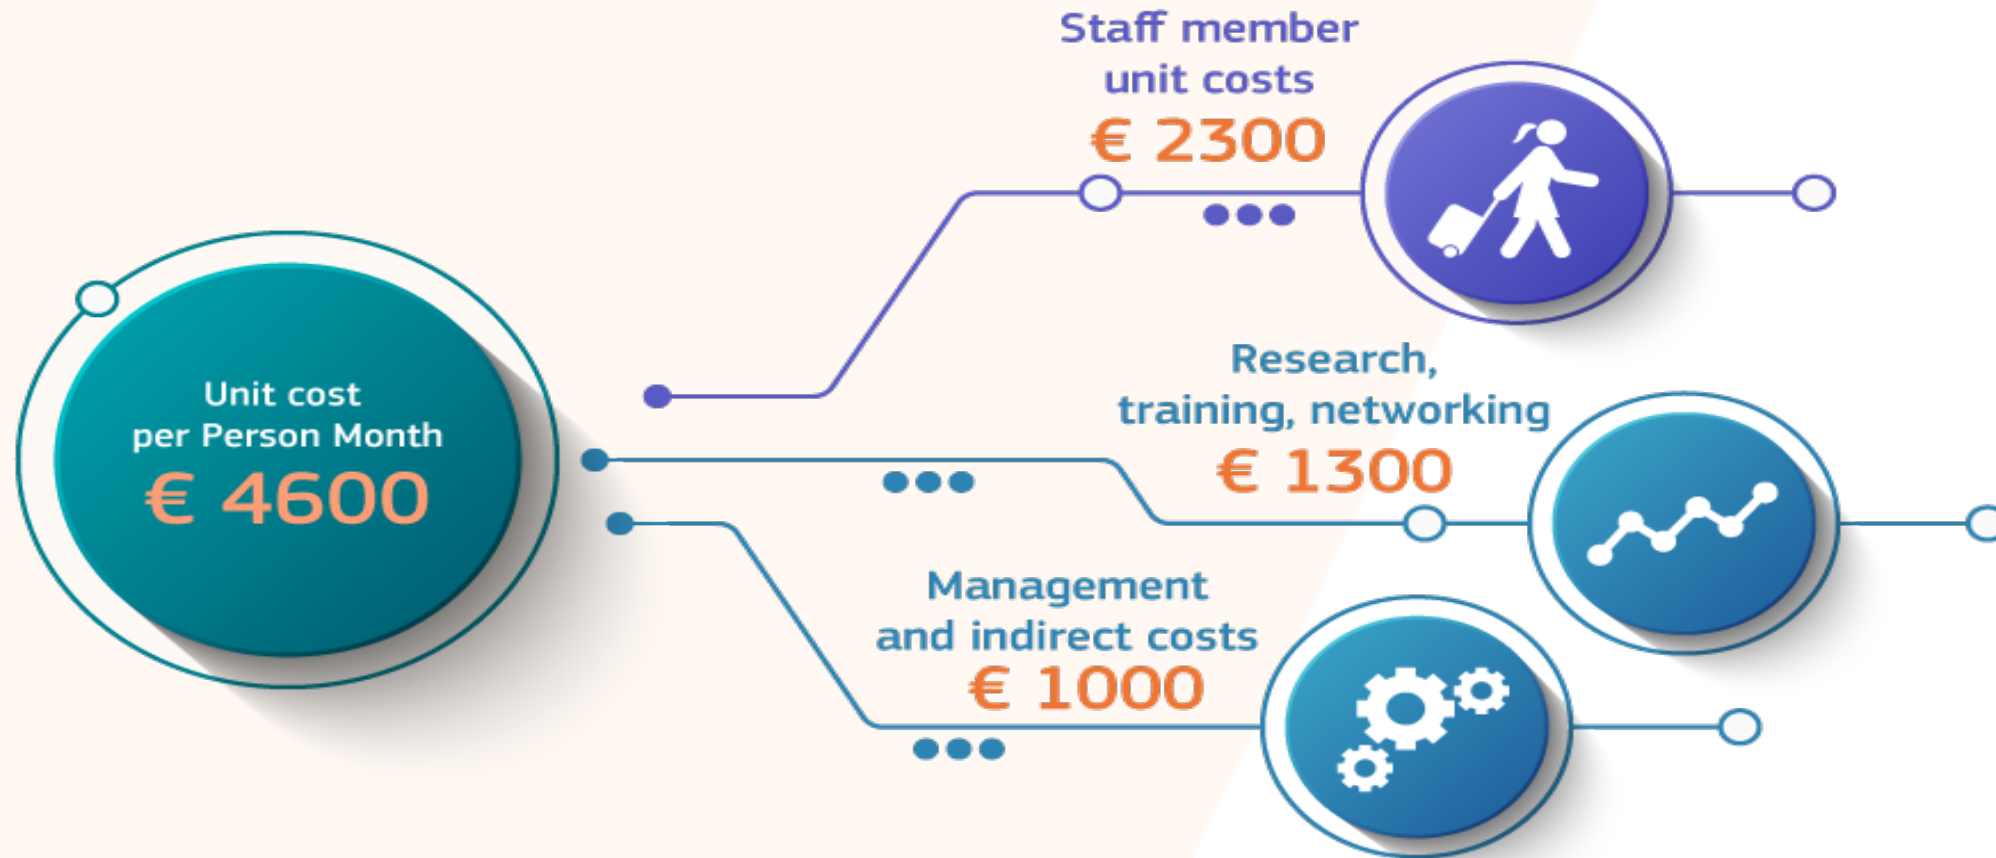 Staff member
unit costs
€ 2300
Unit cost
per Person Month
€ 4600
Research,
training, networking
€ 1300
Management
and indirect costs
€ 1000